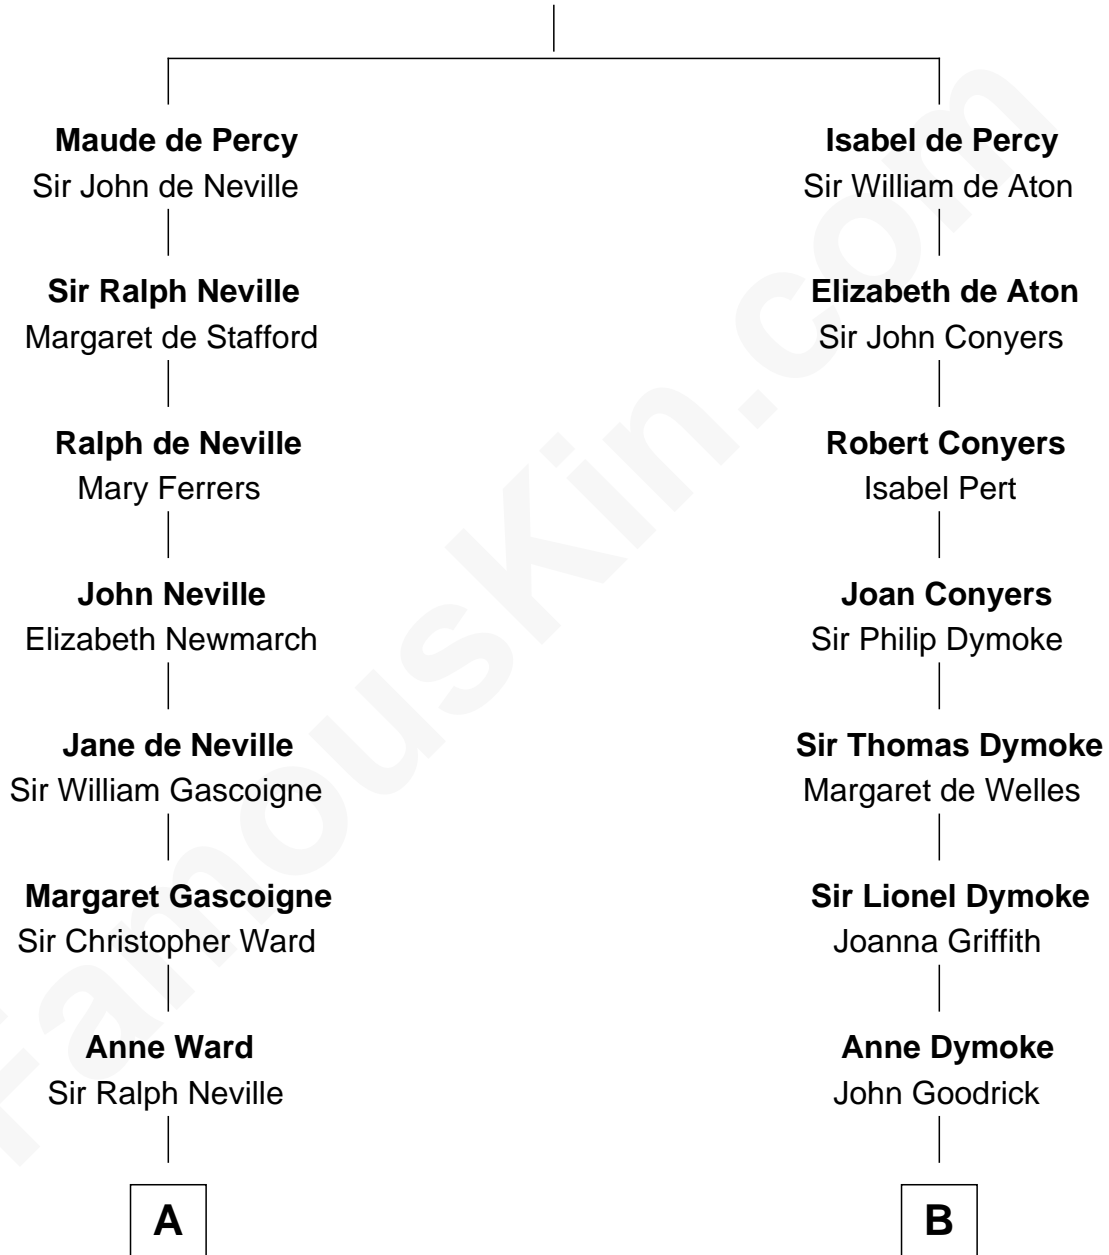 Maude de Percy
Sir John de Neville
Sir Ralph Neville
Margaret de Stafford
Ralph de Neville
Mary Ferrers
John Neville
Elizabeth Newmarch
Jane de Neville
Sir William Gascoigne
Margaret Gascoigne
Sir Christopher Ward
Anne Ward
Sir Ralph Neville
A
Isabel de Percy
Sir William de Aton
Elizabeth de Aton
Sir John Conyers
Robert Conyers
Isabel Pert
Joan Conyers
Sir Philip Dymoke
Sir Thomas Dymoke
Margaret de Welles
Sir Lionel Dymoke
Joanna Griffith
Anne Dymoke
John Goodrick
B
FamousKin.com